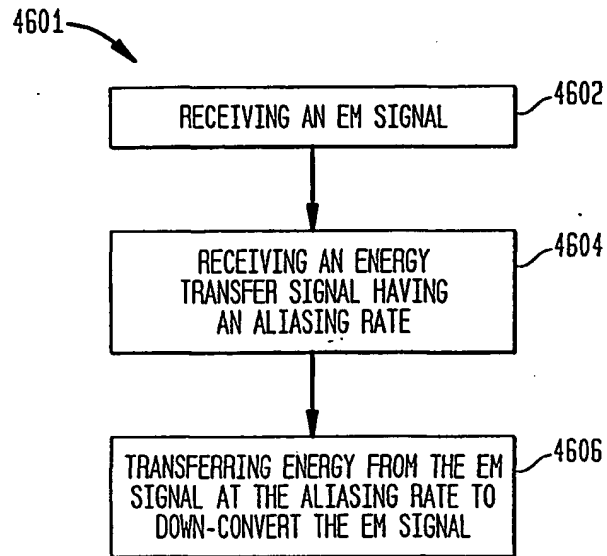 4601
RECEIVING AN EM SIGNAL
4602
RECEIVING AN ENERGY
TRANSFER SIGNAL HAVING
AN ALIASING RATE
4604
TRANSFERRING ENERGY FROM THE EM
SIGNAL AT THE ALIASING RATE TO
DOWN-CONVERT THE EM SIGNAL
4606